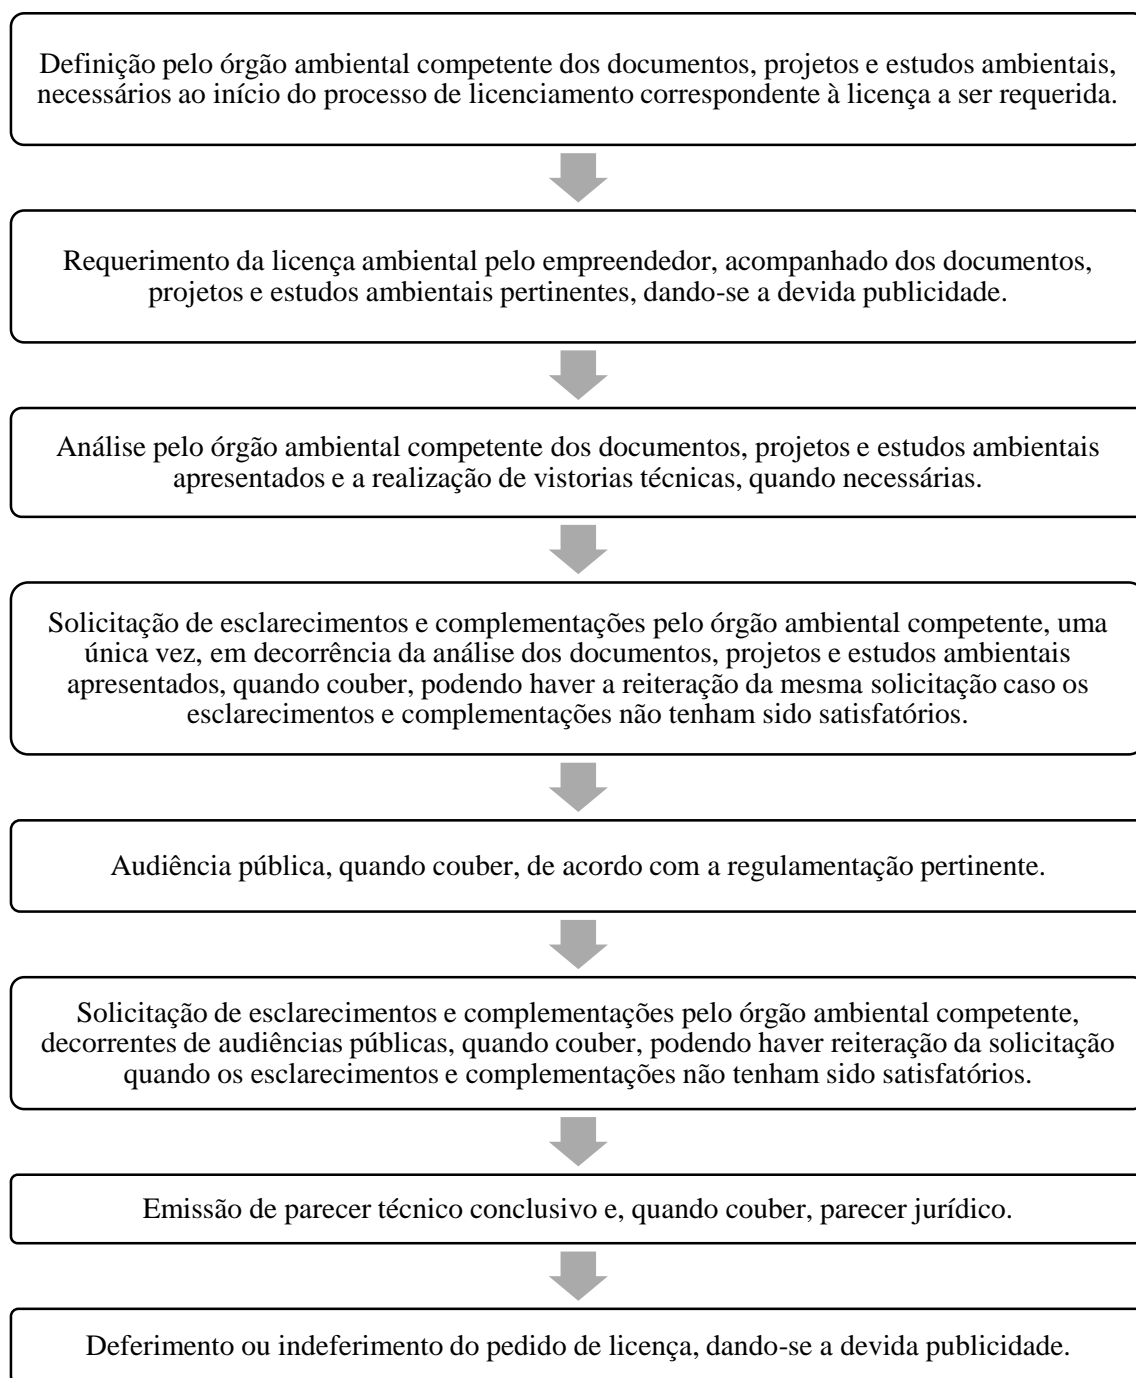 Definição pelo órgão ambiental competente dos documentos, projetos e estudos ambientais,
necessários ao início do processo de licenciamento correspondente à licença a ser requerida.
Requerimento da licença ambiental pelo empreendedor, acompanhado dos documentos,
projetos e estudos ambientais pertinentes, dando-se a devida publicidade.
Análise pelo órgão ambiental competente dos documentos, projetos e estudos ambientais
apresentados e a realização de vistorias técnicas, quando necessárias.
Solicitação de esclarecimentos e complementações pelo órgão ambiental competente, uma
única vez, em decorrência da análise dos documentos, projetos e estudos ambientais
apresentados, quando couber, podendo haver a reiteração da mesma solicitação caso os
esclarecimentos e complementações não tenham sido satisfatórios.
Audiência pública, quando couber, de acordo com a regulamentação pertinente.
Solicitação de esclarecimentos e complementações pelo órgão ambiental competente,
decorrentes de audiências públicas, quando couber, podendo haver reiteração da solicitação
quando os esclarecimentos e complementações não tenham sido satisfatórios.
Emissão de parecer técnico conclusivo e, quando couber, parecer jurídico.
Deferimento ou indeferimento do pedido de licença, dando-se a devida publicidade.